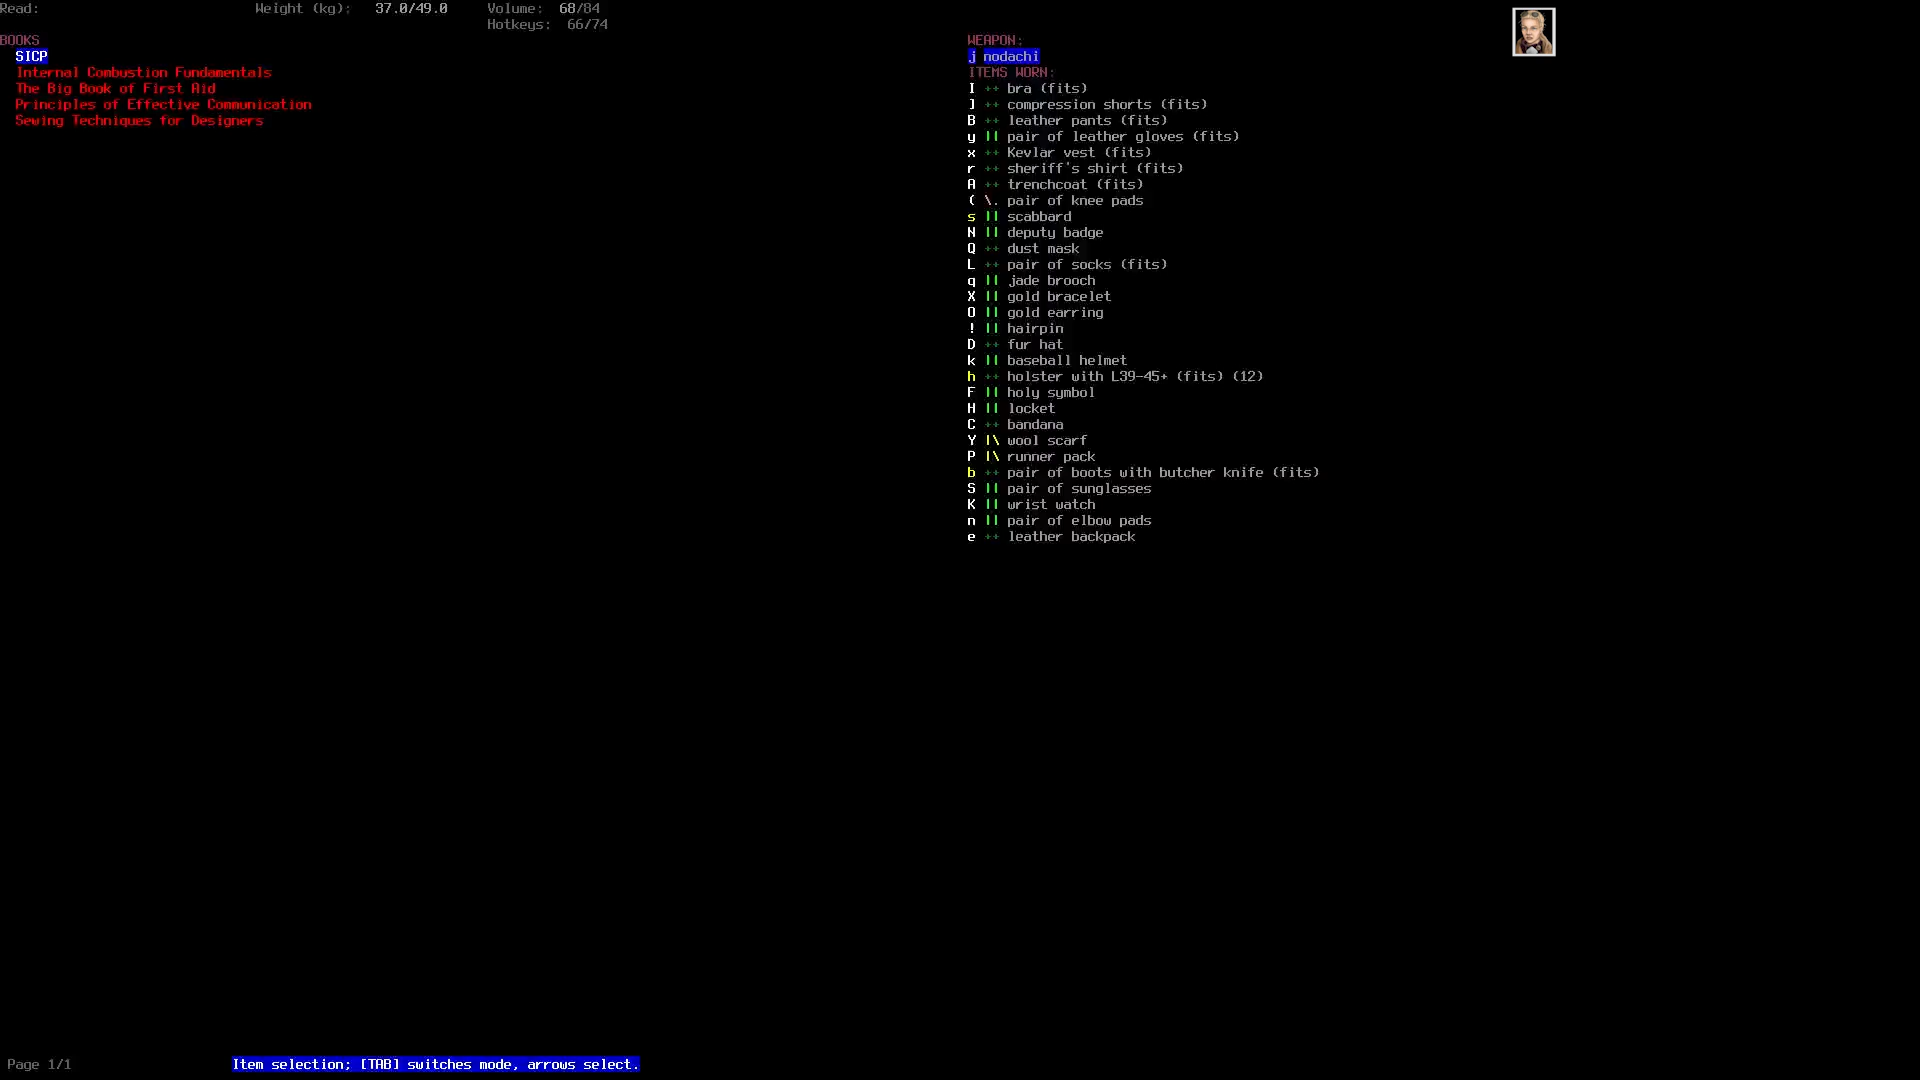 Read: Weight (kg): 37.0/49.0 Volume: 68/84
Hotkeys: 66/74
BOOKS
SICP
Internal Combustion Fundamentals
The Big Book of First Aid
Principles of Effective Communication
Sewing Techniques for Designers
WEAPON:
j nodachi
ITEMS WORN:
I ++ bra (fits)
] ++ compression shorts (fits)
B ++ leather pants (fits)
y || pair of leather gloves (fits)
x ++ Kevlar vest (fits)
r ++ sheriff's shirt (fits)
A ++ trenchcoat (fits)
( \. pair of knee pads
s || scabbard
N || deputy badge
Q ++ dust mask
L ++ pair of socks (fits)
q || jade brooch
X || gold bracelet
O || gold earring
! || hairpin
D ++ fur hat
k || baseball helmet
h ++ holster with L39-45+ (fits) (12)
F || holy symbol
H || locket
C ++ bandana
Y |\ wool scarf
P |\ runner pack
b ++ pair of boots with butcher knife (fits)
S || pair of sunglasses
K || wrist watch
n || pair of elbow pads
e ++ leather backpack
Page 1/1 Item selection; [TAB] switches mode, arrows select.